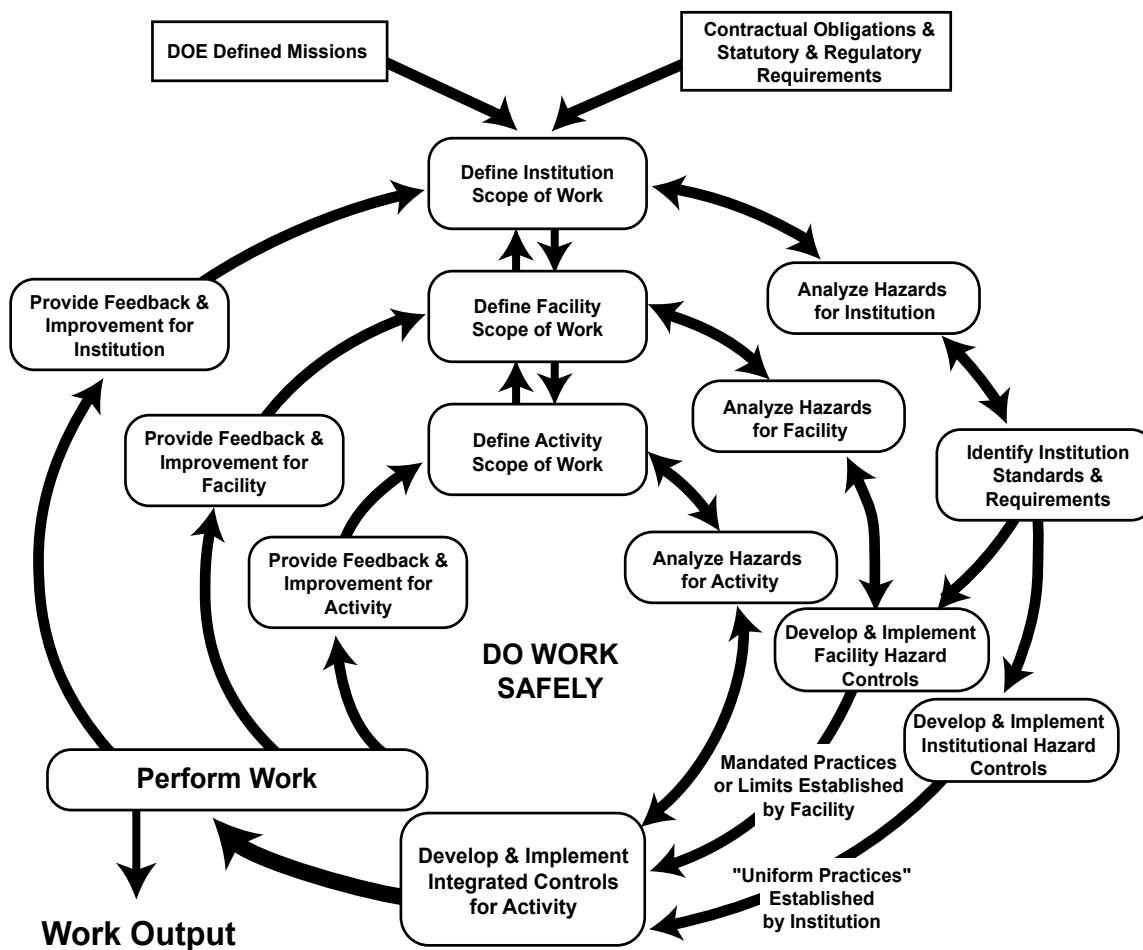 DOE Defined Missions
Contractual Obligations &
Statutory & Regulatory
Requirements
Define Institution
Scope of Work
Provide Feedback &
Improvement for
Institution
Define Facility
Scope of Work
Analyze Hazards
for Institution
Provide Feedback &
Improvement for
Facility
Define Activity
Scope of Work
Analyze Hazards
for Facility
Identify Institution
Standards &
Requirements
Provide Feedback &
Improvement for
Activity
Analyze Hazards
for Activity
DO WORK
SAFELY
Develop & Implement
Facility Hazard
Controls
Develop & Implement
Institutional Hazard
Controls
Perform Work
Mandated Practices
or Limits Established
by Facility
Develop & Implement
Integrated Controls
for Activity
"Uniform Practices"
Established
by Institution
Work Output